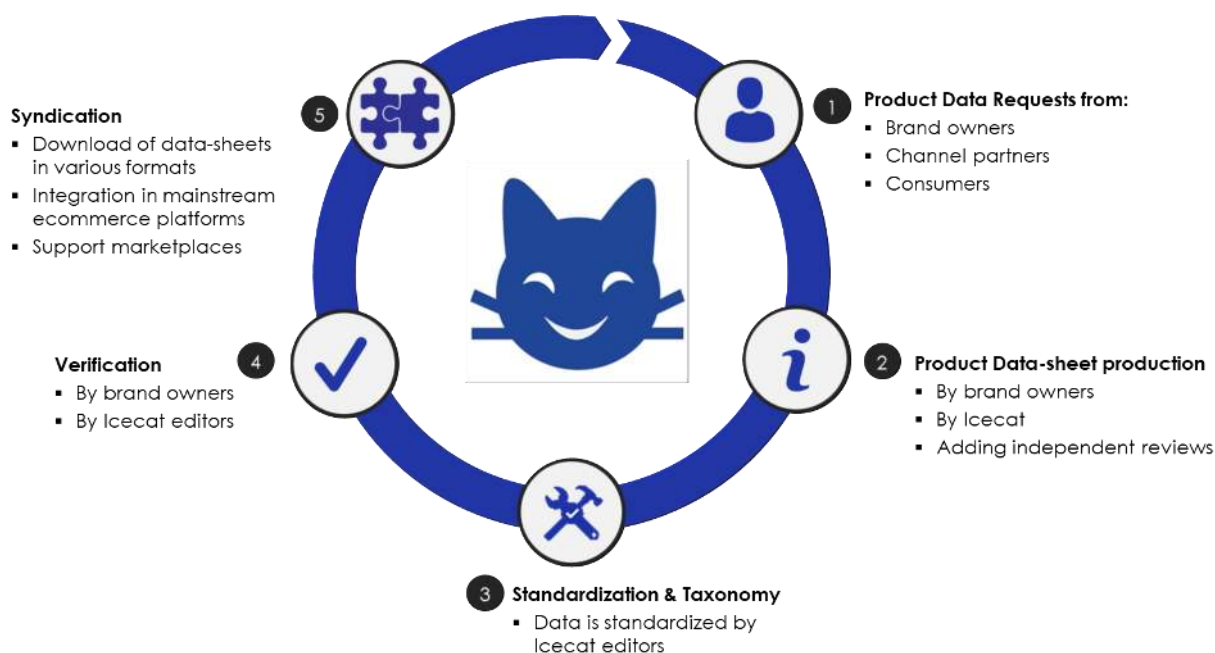 1 Product Data Requests from:
▪ Brand owners
▪ Channel partners
▪ Consumers
2 Product Data-sheet production
▪ By brand owners
▪ By Icecat
▪ Adding independent reviews
3 Standardization & Taxonomy
▪ Data is standardized by
Icecat editors
4 Verification
▪ By brand owners
▪ By Icecat editors
5 Syndication
▪ Download of data-sheets
in various formats
▪ Integration in mainstream
ecommerce platforms
▪ Support marketplaces